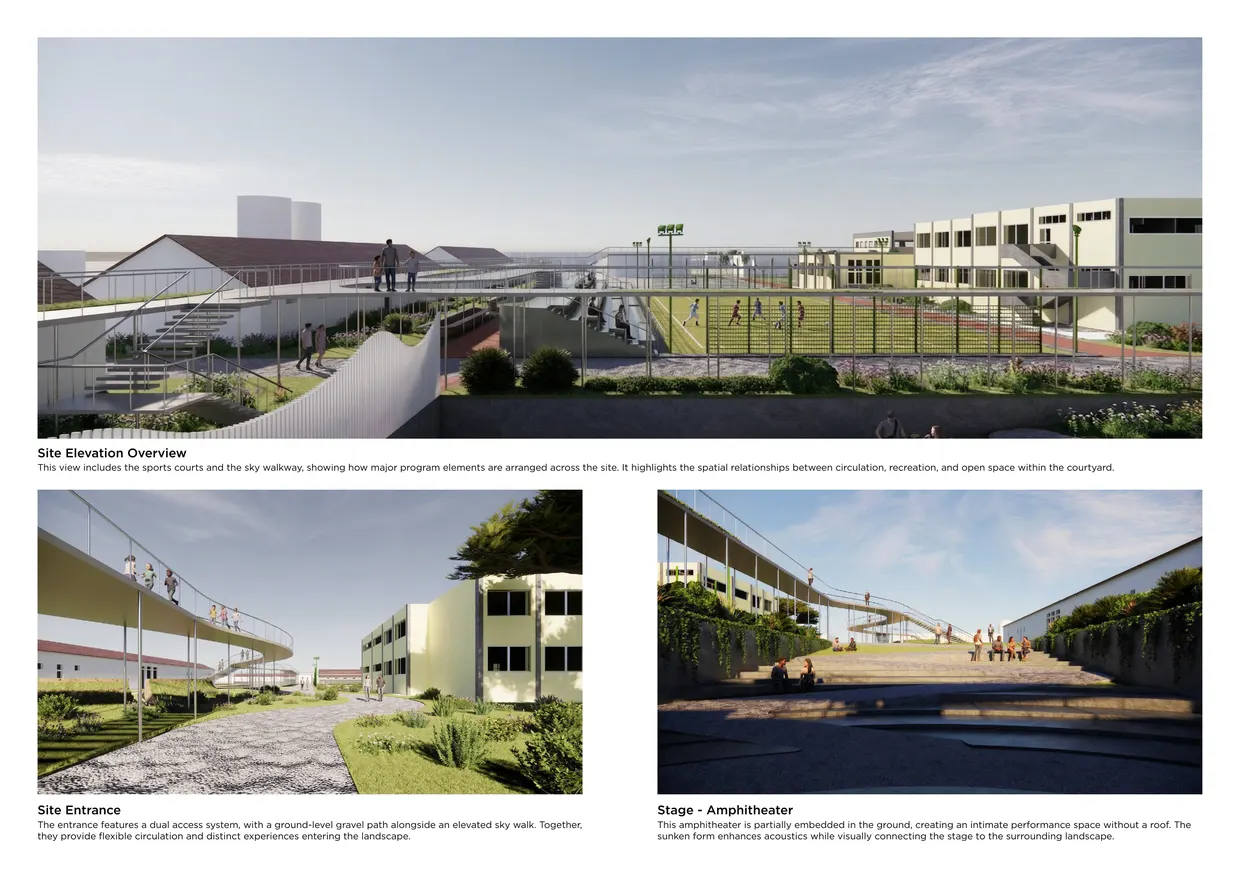 Site Elevation Overview
This view includes the sports courts and the sky walkway, showing how major program elements are arranged across the site. It highlights the spatial relationships between circulation, recreation, and open space within the courtyard.
Site Entrance
The entrance features a dual access system, with a ground-level gravel path alongside an elevated sky walk. Together,
they provide flexible circulation and distinct experiences entering the landscape.
Stage - Amphitheater
This amphitheater is partially embedded in the ground, creating an intimate performance space without a roof. The
sunken form enhances acoustics while visually connecting the stage to the surrounding landscape.